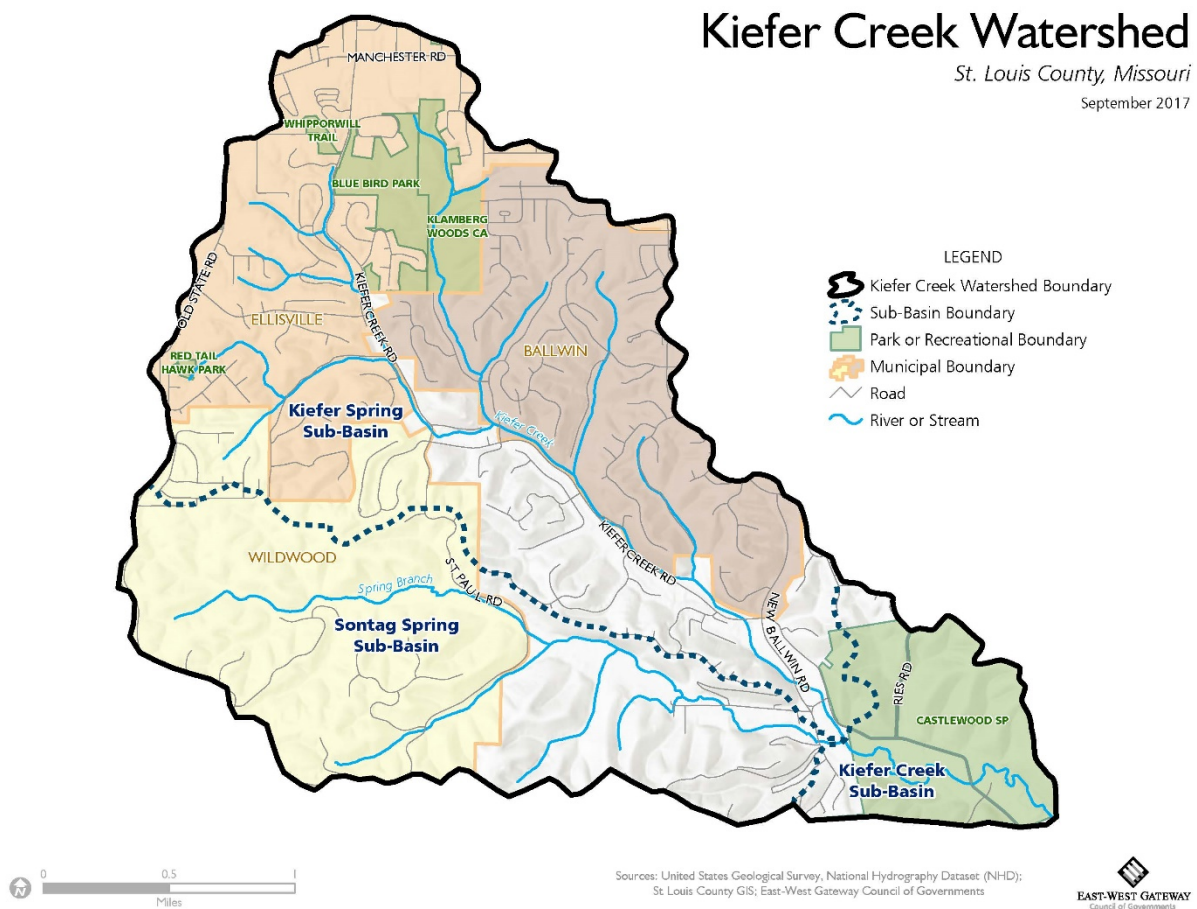 Kiefer Creek Watershed
St. Louis County, Missouri
September 2017
MANCHESTER RD
WHIPPORWILL
TRAIL
BLUE BIRD PARK
KLAMBERG
WOODS CA
OLD STATE RD
KIEFER CREEK RD
ELLISVILLE
BALLWIN
RED TAIL
HAWK PARK
Kiefer Spring
Sub-Basin
Kiefer Creek
WILDWOOD
ST PAUL RD
KIEFER CREEK RD
Spring Branch
Sontag Spring
Sub-Basin
NEW BALLWIN RD
RIES RD
CASTLEWOOD SP
Kiefer Creek
Sub-Basin
LEGEND
Kiefer Creek Watershed Boundary
Sub-Basin Boundary
Park or Recreational Boundary
Municipal Boundary
Road
River or Stream
N
0 0.5 1
Miles
Sources: United States Geological Survey, National Hydrography Dataset (NHD);
St Louis County GIS; East-West Gateway Council of Governments
EAST-WEST GATEWAY
Council of Governments